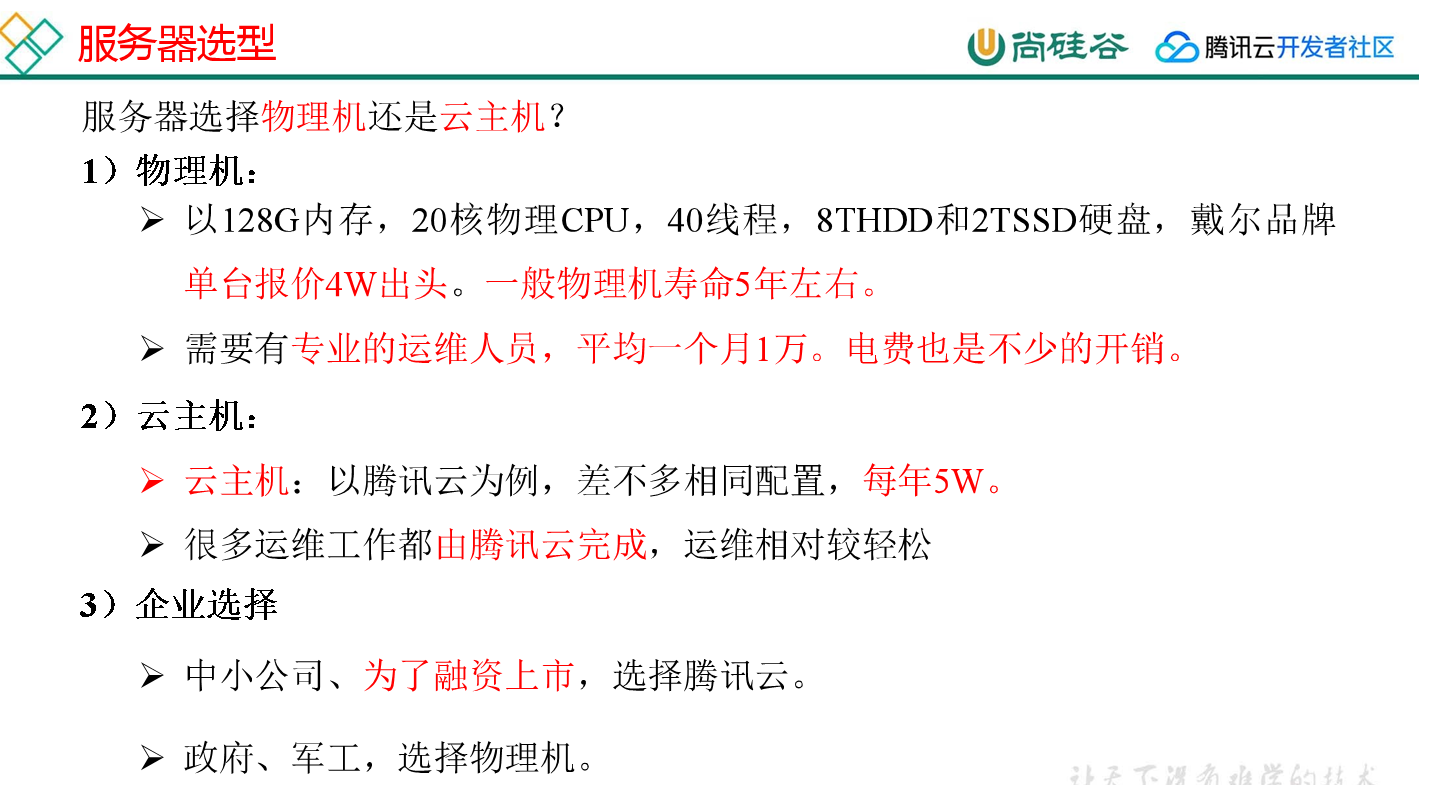 服务器选型
尚硅谷 腾讯云开发者社区
服务器选择物理机还是云主机？
1）物理机：
➢ 以128G内存，20核物理CPU，40线程，8THDD和2TSSD硬盘，戴尔品牌
单台报价4W出头。一般物理机寿命5年左右。
➢ 需要有专业的运维人员，平均一个月1万。电费也是不少的开销。
2）云主机：
➢ 云主机：以腾讯云为例，差不多相同配置，每年5W。
➢ 很多运维工作都由腾讯云完成，运维相对较轻松
3）企业选择
➢ 中小公司、为了融资上市，选择腾讯云。
➢ 政府、军工，选择物理机。
让天下没有难学的技术